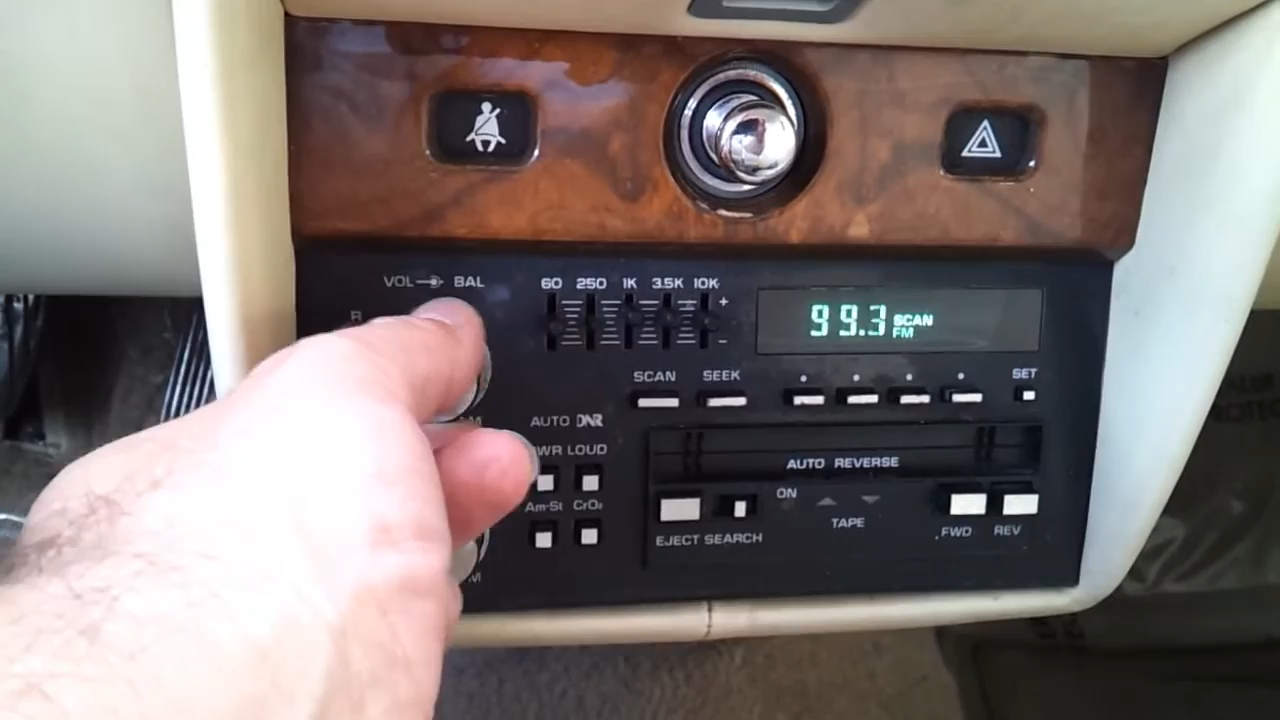 VOL BAL
60 250 1K 3.5K 10K
+
-
99.3 SCAN
FM
SCAN SEEK
SET
AUTO DNR
WR LOUD
AUTO REVERSE
Am-St CrO₂
ON
TAPE
EJECT SEARCH
FWD REV